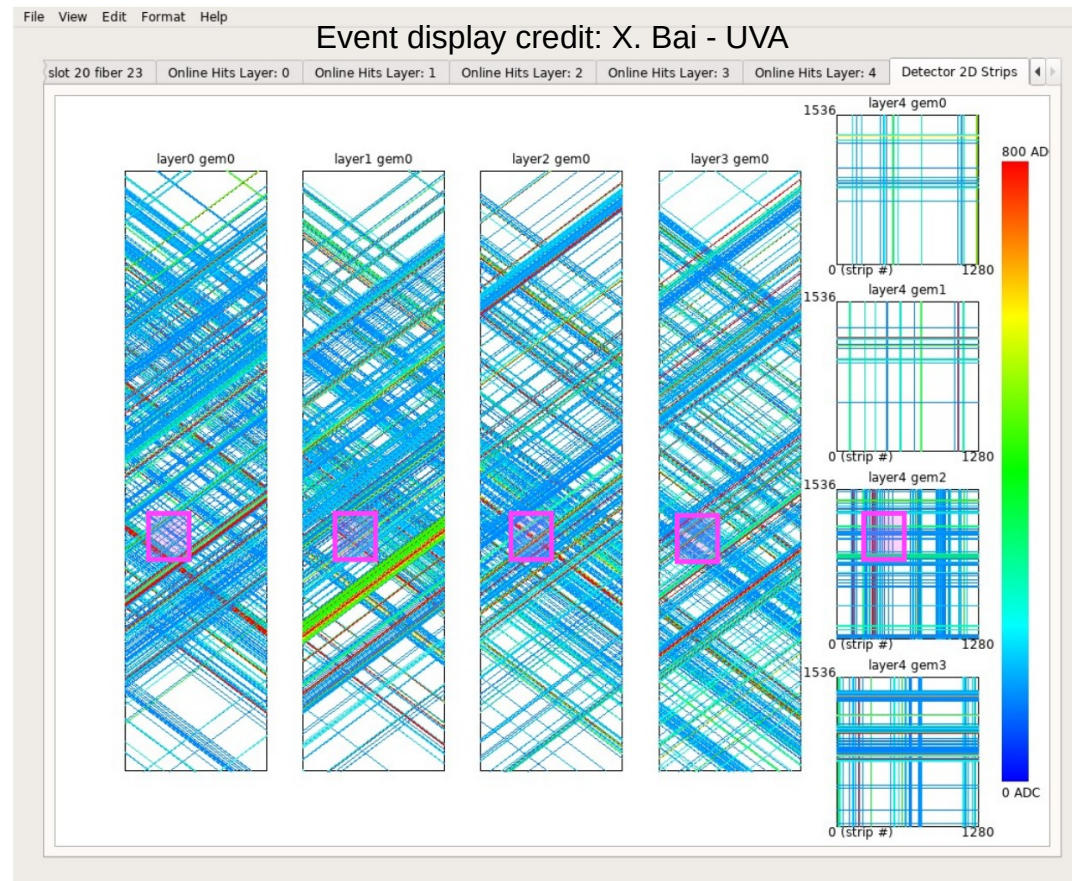 File View Edit Format Help
Event display credit: X. Bai - UVA
slot 20 fiber 23 Online Hits Layer: 0 Online Hits Layer: 1 Online Hits Layer: 2 Online Hits Layer: 3 Online Hits Layer: 4 Detector 2D Strips
layer0 gem0
layer1 gem0
layer2 gem0
layer3 gem0
layer4 gem0
1536
0 (strip #) 1280
layer4 gem1
1536
0 (strip #) 1280
layer4 gem2
1536
0 (strip #) 1280
layer4 gem3
1536
0 (strip #) 1280
800 AD
0 ADC